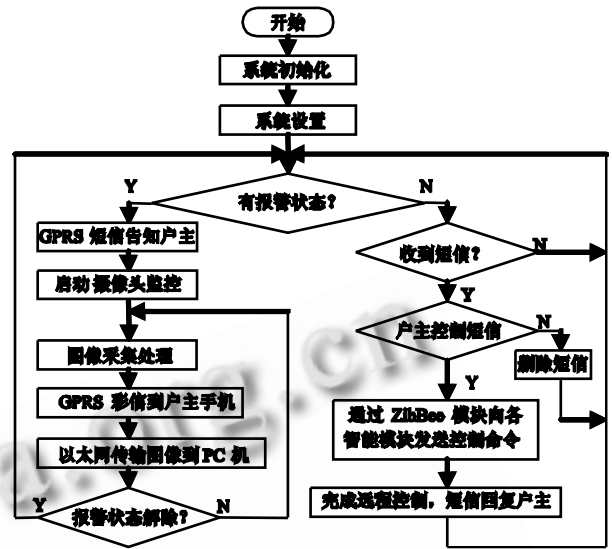 开始
系统初始化
系统设置
有报警状态?
Y
N
GPRS 短信告知户主
启动摄像头监控
图像采集处理
GPRS 彩信到户主手机
以太网传输图像到 PC 机
报警状态解除?
Y
N
收到短信?
N
Y
户主控制短信
N
删除短信
Y
通过 ZibBee 模块向各
智能模块发送控制命令
完成远程控制,短信回复户主